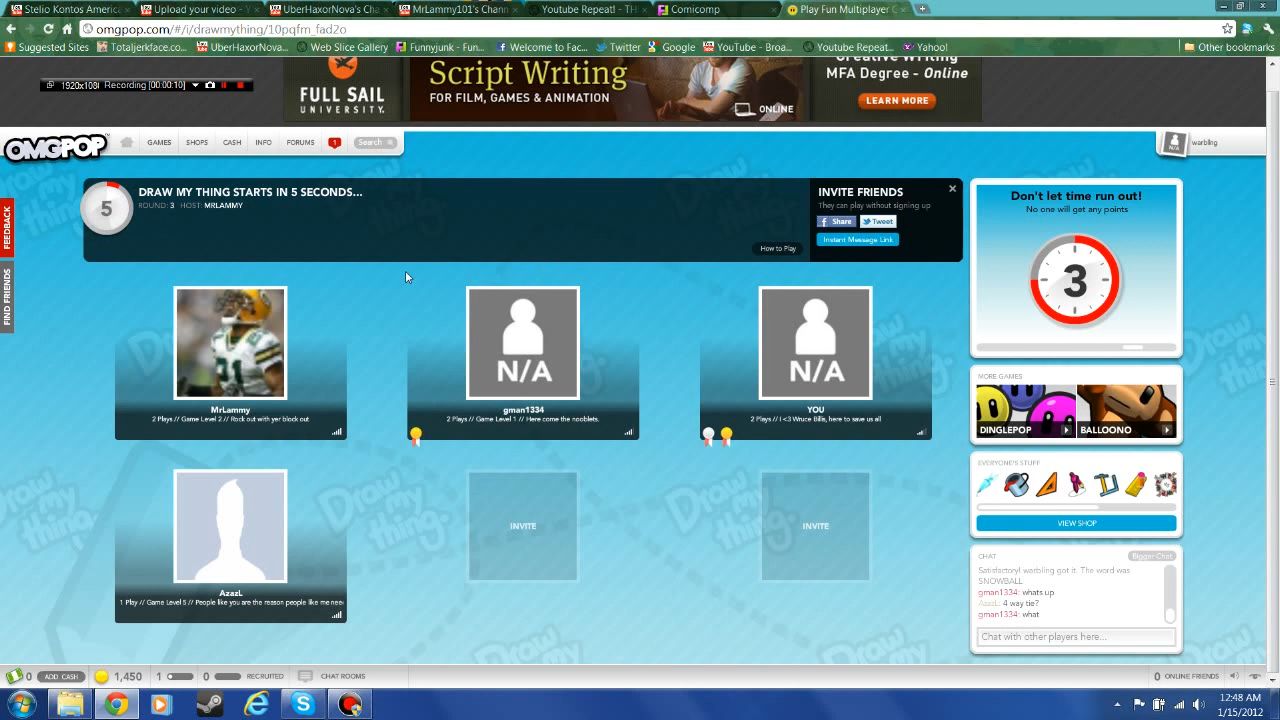 Stelio Kontos Amaz
Upload your video - Y
UberHaxorNova's Cha
MrLammy101's Chann
Youtube Repeat! - TH
Comicomp
Play Fun Multiplayer G
omgpop.com/#/i/drawmything/10pqfm_fad2o
Suggested Sites
Totaljerkface.co...
UberHaxorNova...
Web Slice Gallery
Funnyjunk - Fun...
Welcome to Fac...
Twitter
Google
YouTube - Broa...
Youtube Repeat...
Yahoo!
Other bookmarks
1920x108
Recording [00:00:10]
FULL SAIL
UNIVERSITY.
Script Writing
FOR FILM, GAMES & ANIMATION
ONLINE
Creative Writing
MFA Degree - Online
LEARN MORE
OMGPOP
GAMES
SHOPS
CASH
INFO
FORUMS
1
Search
N/A
warbling
FEEDBACK
FIND FRIENDS
5
DRAW MY THING STARTS IN 5 SECONDS...
ROUND: 3 HOST: MRLAMMY
How to Play
INVITE FRIENDS
They can play without signing up
f Share
Tweet
Instant Message Link
Don't let time run out!
No one will get any points
3
MrLammy
2 Plays // Game Level 2 // Rock out with yer block out
N/A
gman1334
2 Plays // Game Level 1 // Here come the nooblets.
N/A
YOU
2 Plays // I <3 Wruce Billis, here to save us all
AzazL
1 Play // Game Level 5 // People like you are the reason people like me nee
INVITE
INVITE
MORE GAMES
DINGLEPOP
BALLOONO
EVERYONE'S STUFF
VIEW SHOP
CHAT
Bigger Chat
Satisfactory! warbling got it. The word was
SNOWBALL
gman1334: whats up
AzazL: 4 way tie?
gman1334: what
Chat with other players here...
0
ADD CASH
1,450
1
0
RECRUITED
CHAT ROOMS
0 ONLINE FRIENDS
12:48 AM
1/15/2012